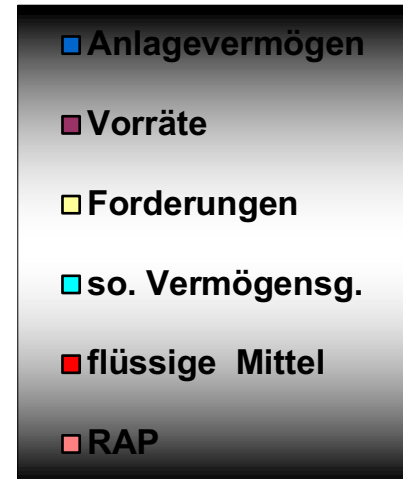 Anlagevermögen
Vorräte
Forderungen
so. Vermögensg.
flüssige Mittel
RAP